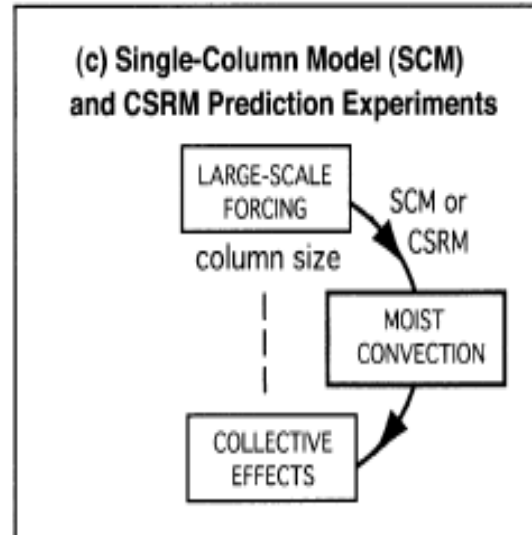 (c) Single-Column Model (SCM)
and CSRM Prediction Experiments
LARGE-SCALE
FORCING
SCM or
CSRM
column size
MOIST
CONVECTION
COLLECTIVE
EFFECTS